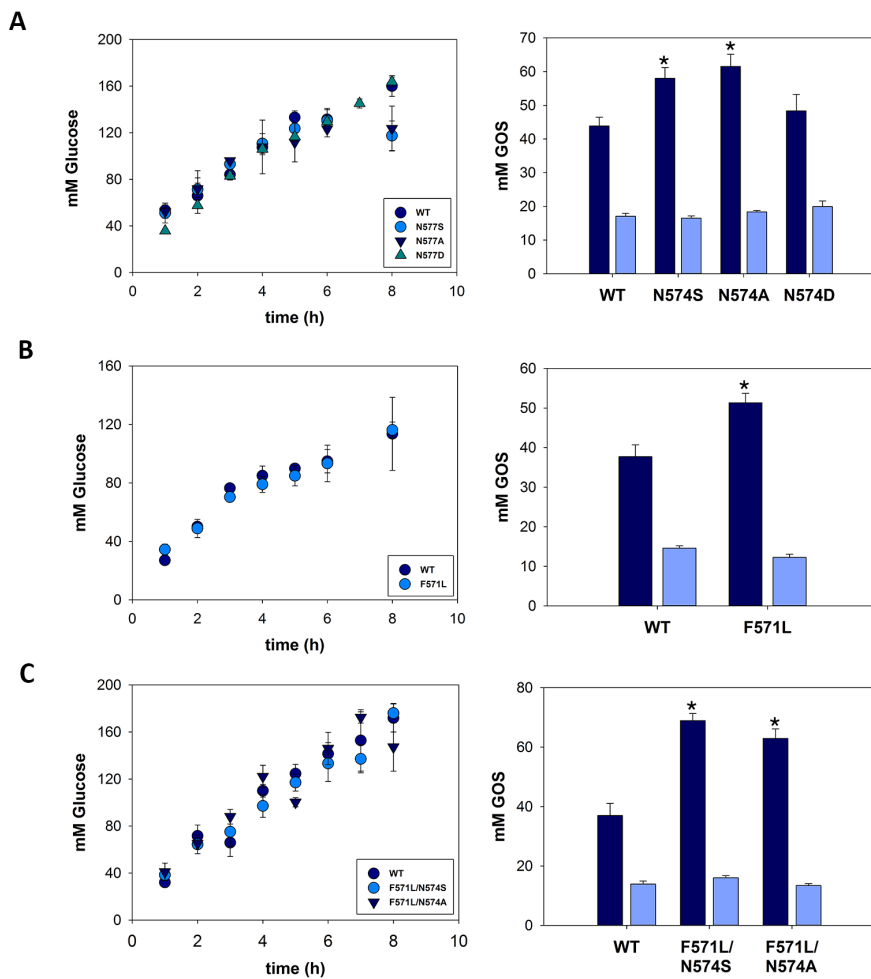 A
mM Glucose
200
160
120
80
40
0
0 2 4 6 8 10
time (h)
WT
N577S
N577A
N577D
mM GOS
70
60
50
40
30
20
10
0
* *
WT N574S N574A N574D
B
mM Glucose
160
120
80
40
0
0 2 4 6 8 10
time (h)
WT
F571L
mM GOS
60
50
40
30
20
10
0
*
WT F571L
C
mM Glucose
200
160
120
80
40
0
0 2 4 6 8 10
time (h)
WT
F571L/N574S
F571L/N574A
mM GOS
80
60
40
20
0
* *
WT F571L/ F571L/
N574S N574A